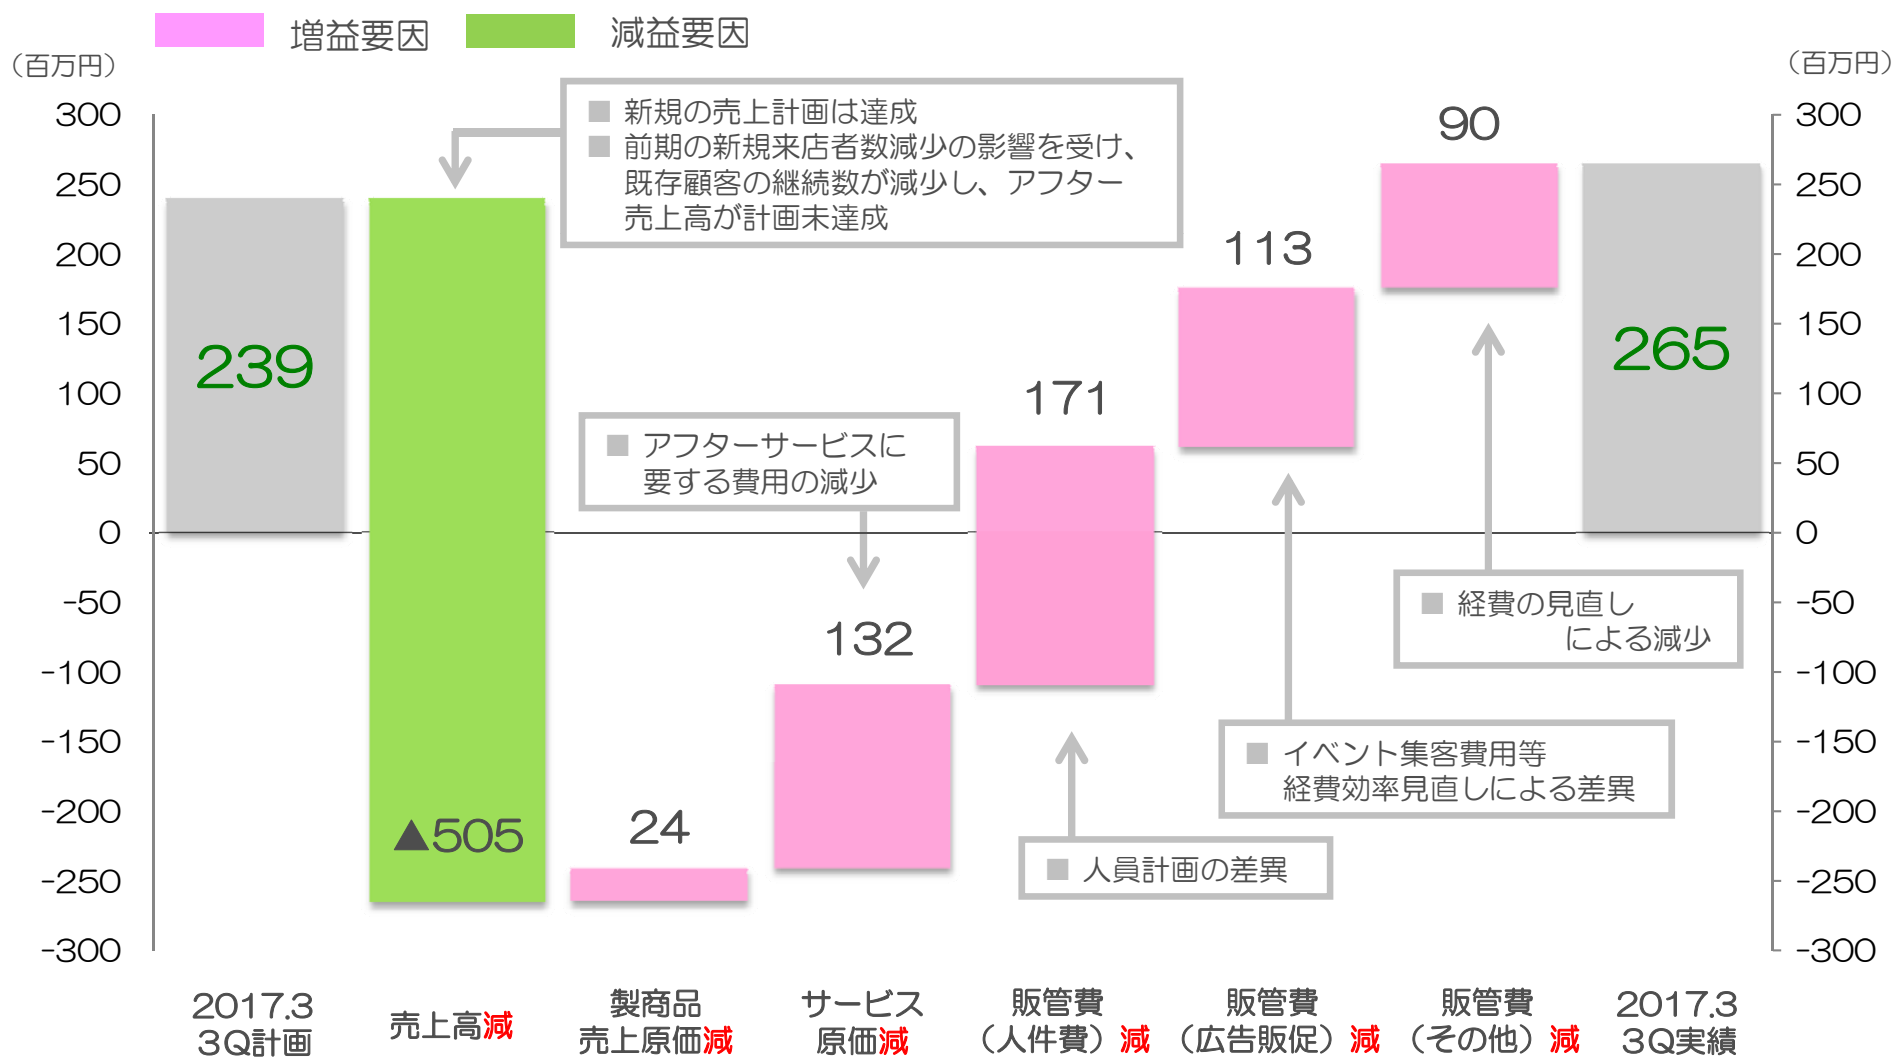 増益要因
減益要因
（百万円）
（百万円）
300
250
200
150
100
50
0
-50
-100
-150
-200
-250
-300
300
250
200
150
100
50
0
-50
-100
-150
-200
-250
-300
■ 新規の売上計画は達成
■ 前期の新規来店者数減少の影響を受け、
既存顧客の継続数が減少し、アフター
売上高が計画未達成
239
▲505
24
■ アフターサービスに
要する費用の減少
132
171
■ 人員計画の差異
113
■ イベント集客費用等
経費効率見直しによる差異
90
■ 経費の見直し
による減少
265
2017.3
3Q計画
売上高減
製商品
売上原価減
サービス
原価減
販管費
（人件費）減
販管費
（広告販促）減
販管費
（その他）減
2017.3
3Q実績